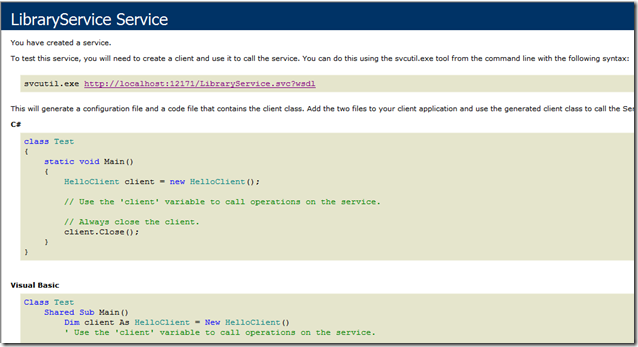 LibraryService Service
You have created a service.
To test this service, you will need to create a client and use it to call the service. You can do this using the svcutil.exe tool from the command line with the following syntax:
svcutil.exe http://localhost:12171/LibraryService.svc?wsdl
This will generate a configuration file and a code file that contains the client class. Add the two files to your client application and use the generated client class to call the Ser
C#
class Test
{
    static void Main()
    {
        HelloClient client = new HelloClient();
        // Use the 'client' variable to call operations on the service.
        // Always close the client.
        client.Close();
    }
}
Visual Basic
Class Test
    Shared Sub Main()
        Dim client As HelloClient = New HelloClient()
        ' Use the 'client' variable to call operations on the service.